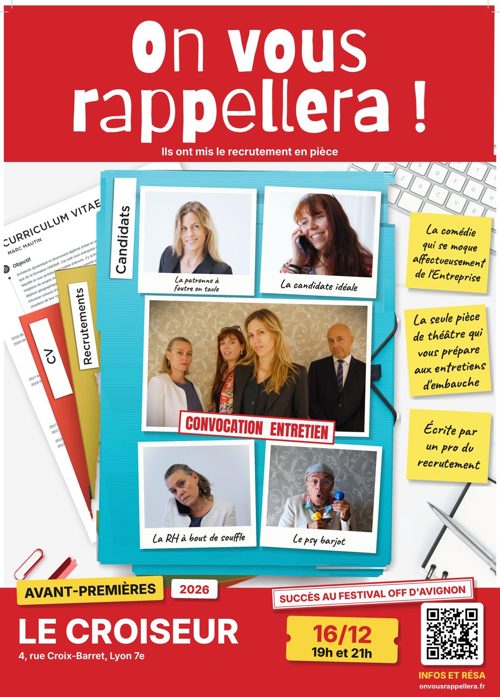 On vous
rappellera !
Ils ont mis le recrutement en pièce
CURRICULUM VITAE
MARC MAUTIN
Objectif
CV
Recrutements
Candidats
La patronne à
foutre en taule
La candidate idéale
CONVOCATION ENTRETIEN
La RH à bout de souffle
Le psy barjot
La comédie
qui se moque
affectueusement
de l'Entreprise
La seule pièce
de théâtre qui
vous prépare
aux entretiens
d'embauche
Écrite par
un pro du
recrutement
AVANT-PREMIÈRES
2026
LE CROISEUR
4, rue Croix-Barret, Lyon 7e
SUCCÈS AU FESTIVAL OFF D'AVIGNON
16/12
19h et 21h
INFOS ET RÉSA
onvousrappellera.fr